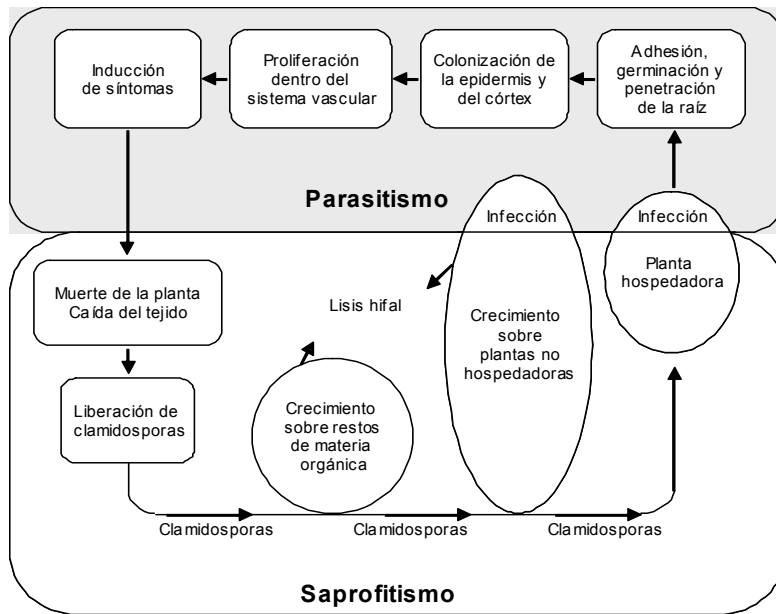 Inducción
de síntomas
Proliferación
dentro del
sistema vascular
Colonización de
la epidermis y
del córtex
Adhesión,
germinación y
penetración
de la raíz
Parasitismo
Infección
Infección
Planta
hospedadora
Muerte de la planta
Caída del tejido
Lisis hifal
Crecimiento
sobre
plantas no
hospedadoras
Liberación de
clamidosporas
Crecimiento
sobre restos
de materia
orgánica
Clamidosporas
Clamidosporas
Clamidosporas
Saprofitismo